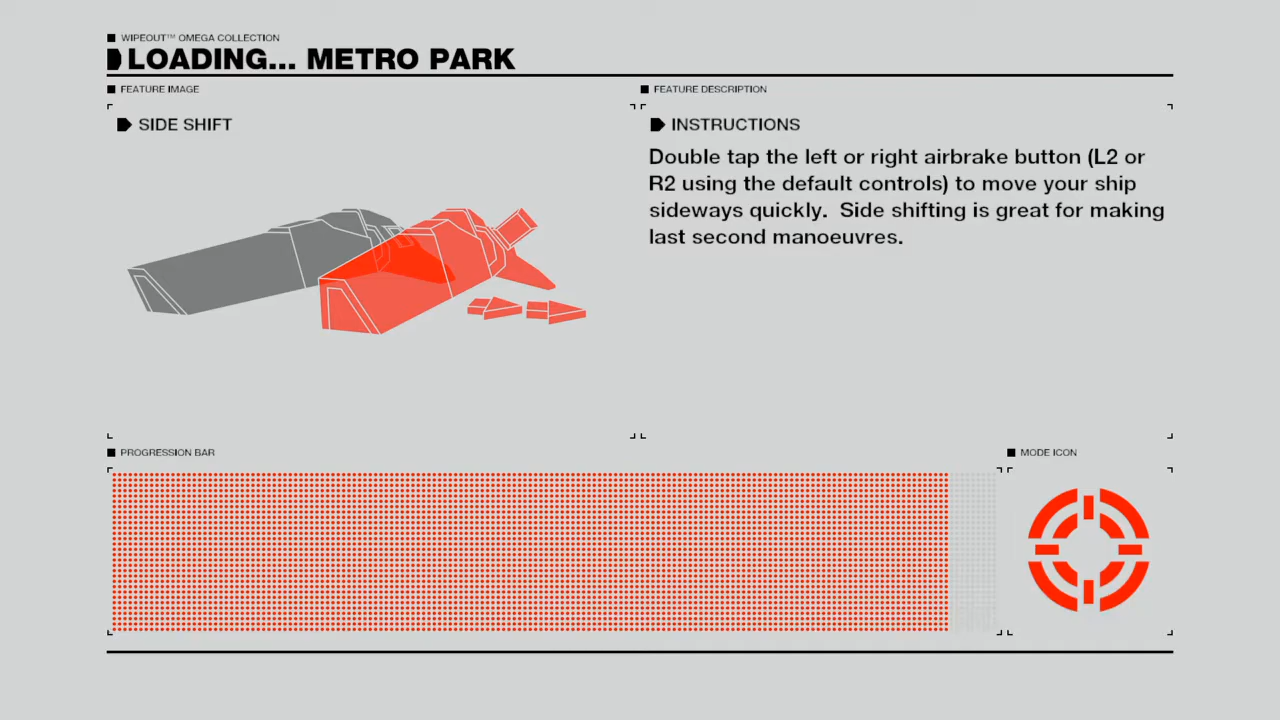 WIPEOUT™ OMEGA COLLECTION
LOADING... METRO PARK
FEATURE IMAGE
SIDE SHIFT
FEATURE DESCRIPTION
INSTRUCTIONS
Double tap the left or right airbrake button (L2 or
R2 using the default controls) to move your ship
sideways quickly.  Side shifting is great for making
last second manoeuvres.
PROGRESSION BAR
MODE ICON